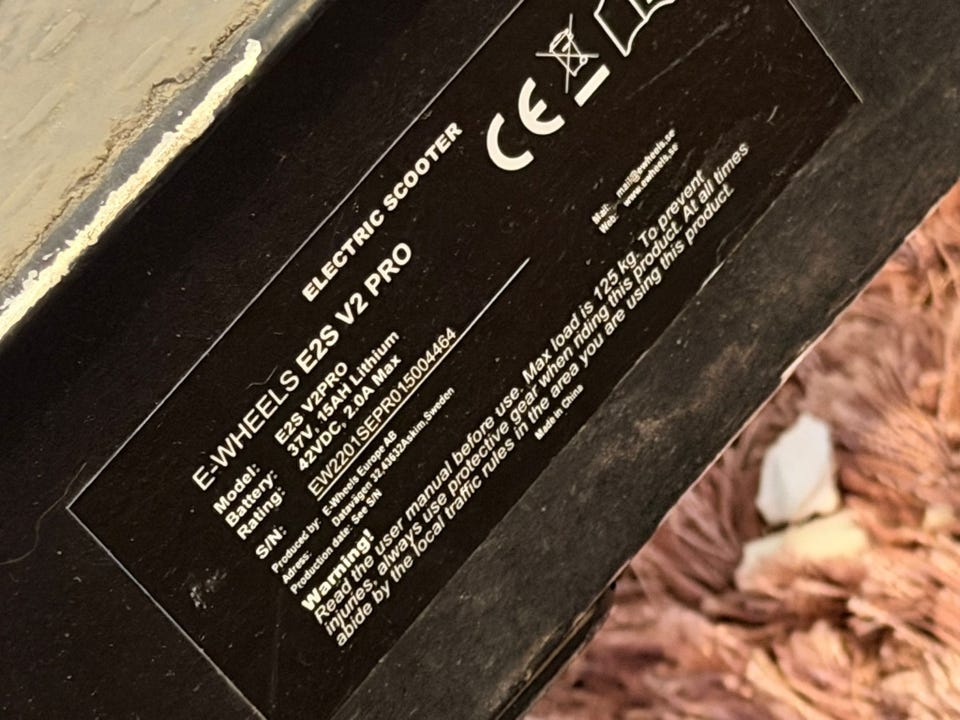 ELECTRIC SCOOTER
CE
E-WHEELS E2S V2 PRO
Model: E2S V2PRO
Battery: 37V, 15AH Lithium
Rating: 42VDC, 2.0A Max
S/N: EW2201SEPR015004464
Produced by: E-Wheels Europe AB
Adress: Datavägen 32,43632Askim,Sweden
Production date: See S/N
Mail: mail@ewheels.se
Web: www.ewheels.se
Warning!
Read the user manual before use. Max load is 125 kg. To prevent
injuries, always use protective gear when riding this product. At all times
abide by the local traffic rules in the area you are using this product.
Made in China